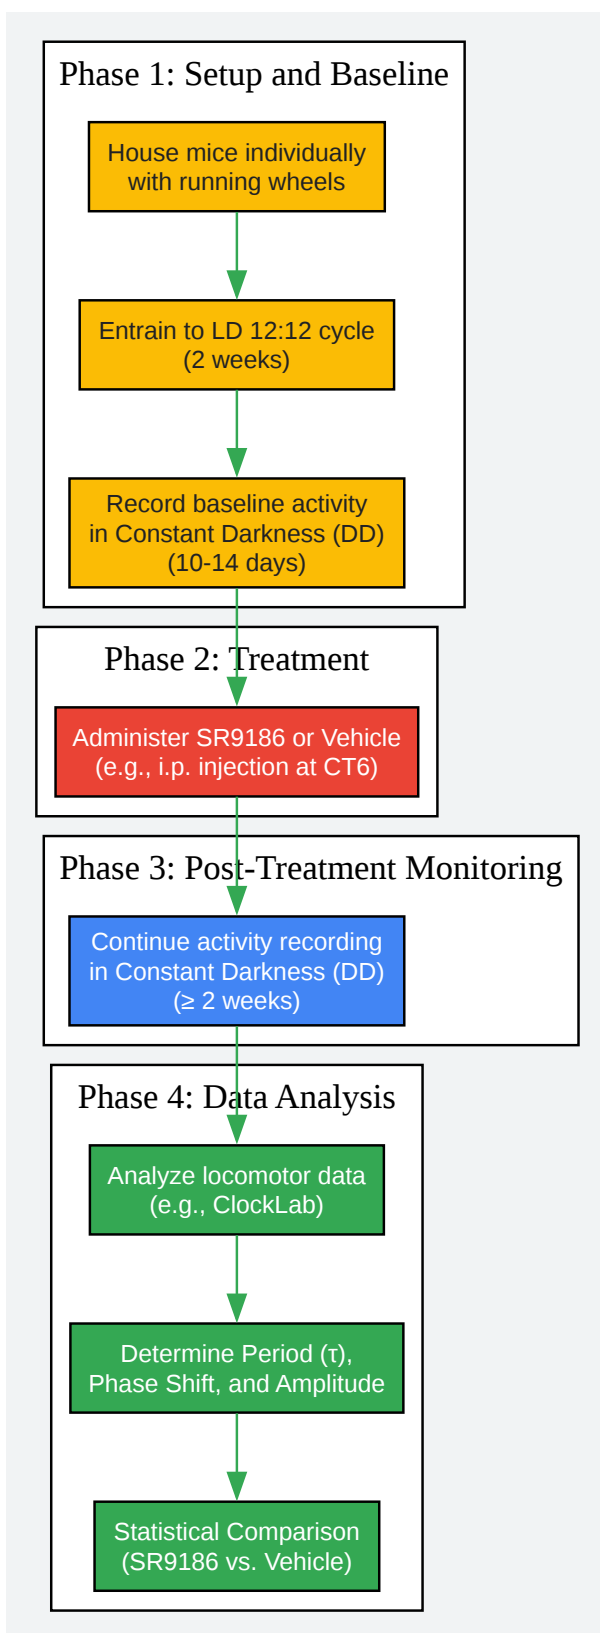 Phase 1: Setup and Baseline
House mice individually
with running wheels
Entrain to LD 12:12 cycle
(2 weeks)
Record baseline activity
in Constant Darkness (DD)
(10-14 days)
Phase 2: Treatment
Administer SR9186 or Vehicle
(e.g., i.p. injection at CT6)
Phase 3: Post-Treatment Monitoring
Continue activity recording
in Constant Darkness (DD)
(≥ 2 weeks)
Phase 4: Data Analysis
Analyze locomotor data
(e.g., ClockLab)
Determine Period (τ),
Phase Shift, and Amplitude
Statistical Comparison
(SR9186 vs. Vehicle)